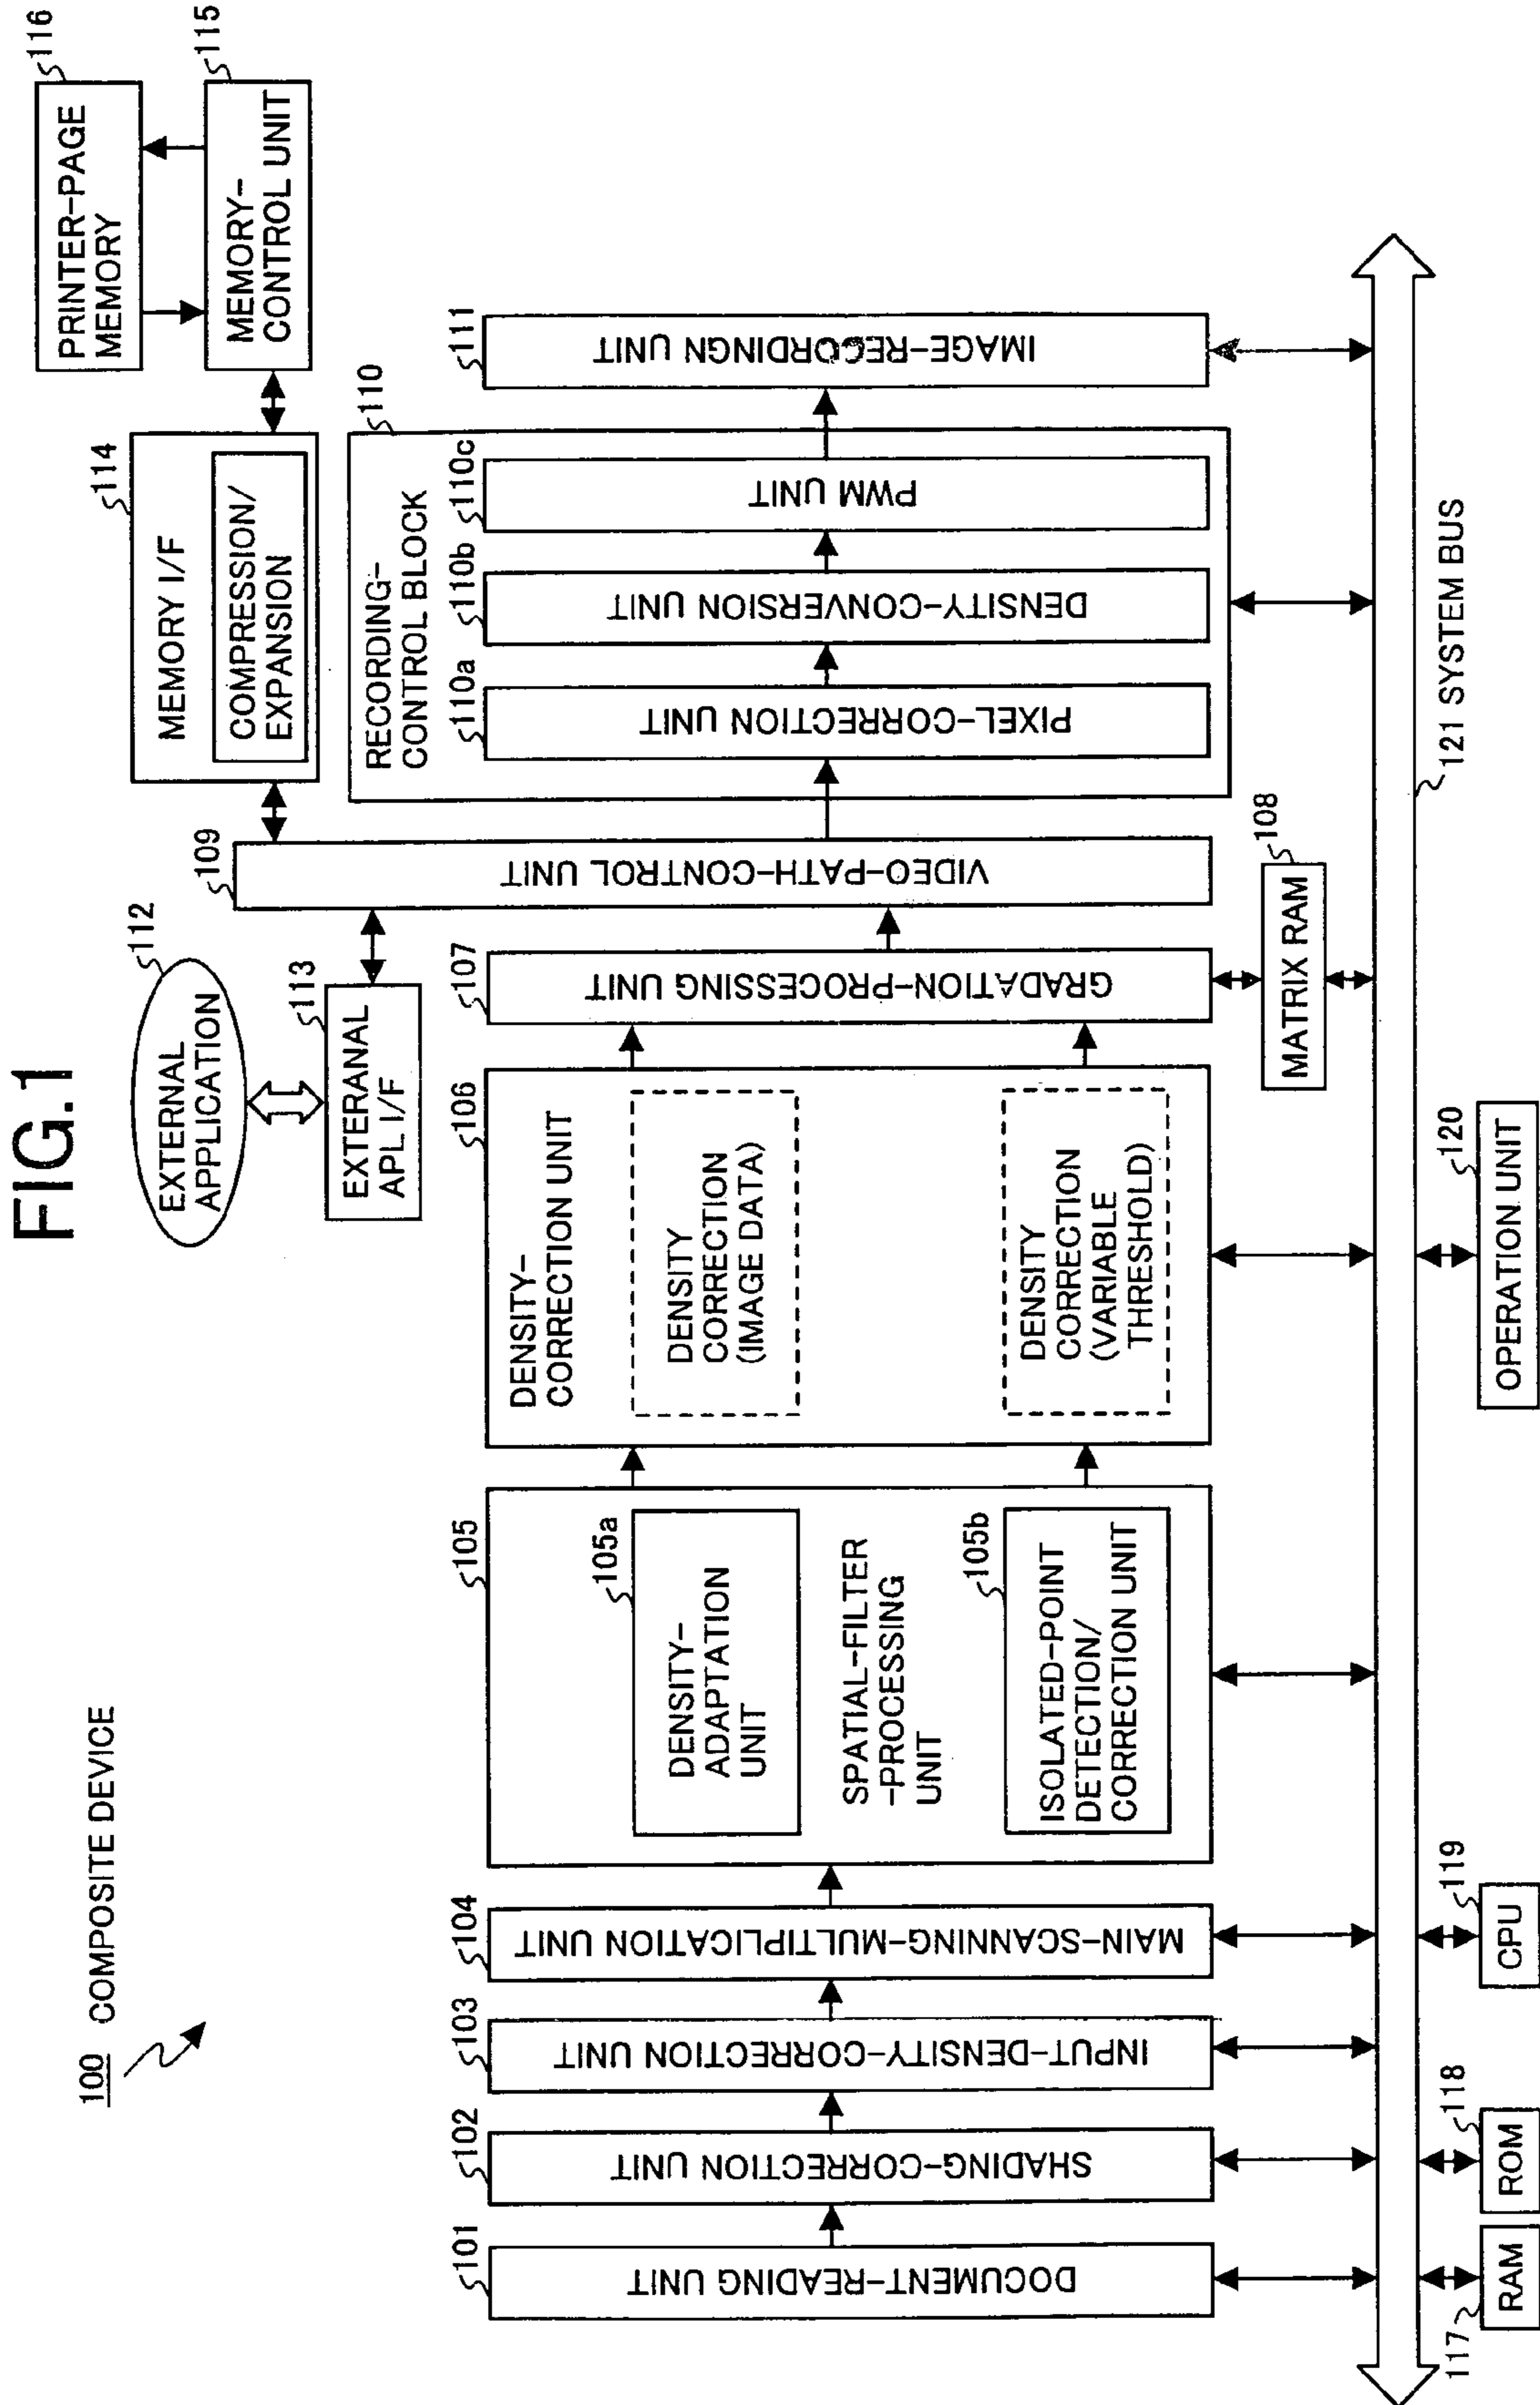 FIG.1
100 COMPOSITE DEVICE
101
DOCUMENT-READING UNIT
102
SHADING-CORRECTION UNIT
103
INPUT-DENSITY-CORRECTION UNIT
104
MAIN-SCANNING-MULTIPLICATION UNIT
105
105a
DENSITY-
ADAPTATION
UNIT
SPATIAL-FILTER
-PROCESSING
UNIT
105b
ISOLATED-POINT
DETECTION/
CORRECTION UNIT
106
DENSITY-
CORRECTION UNIT
DENSITY
CORRECTION
(IMAGE DATA)
DENSITY
CORRECTION
(VARIABLE
THRESHOLD)
107
GRADATION-PROCESSING UNIT
108
MATRIX RAM
109
VIDEO-PATH-CONTROL UNIT
110
RECORDING-
CONTROL BLOCK
110a
PIXEL-CORRECTION UNIT
110b
DENSITY-CONVERSION UNIT
110c
PWM UNIT
111
IMAGE-RECORDINGN UNIT
112
EXTERNAL
APPLICATION
113
EXTERANAL
APL I/F
114
MEMORY I/F
COMPRESSION/
EXPANSION
115
MEMORY-
CONTROL UNIT
116
PRINTER-PAGE
MEMORY
117
RAM
118
ROM
119
CPU
120
OPERATION UNIT
121 SYSTEM BUS